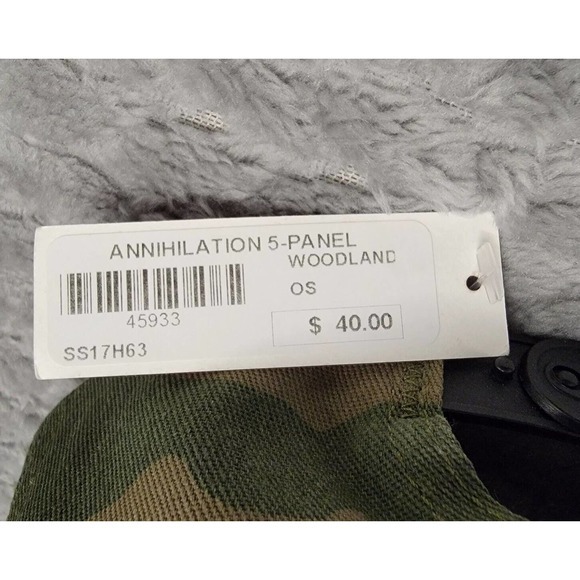 ANNIHILATION 5-PANEL
WOODLAND
OS
45933
$ 40.00
SS17H63